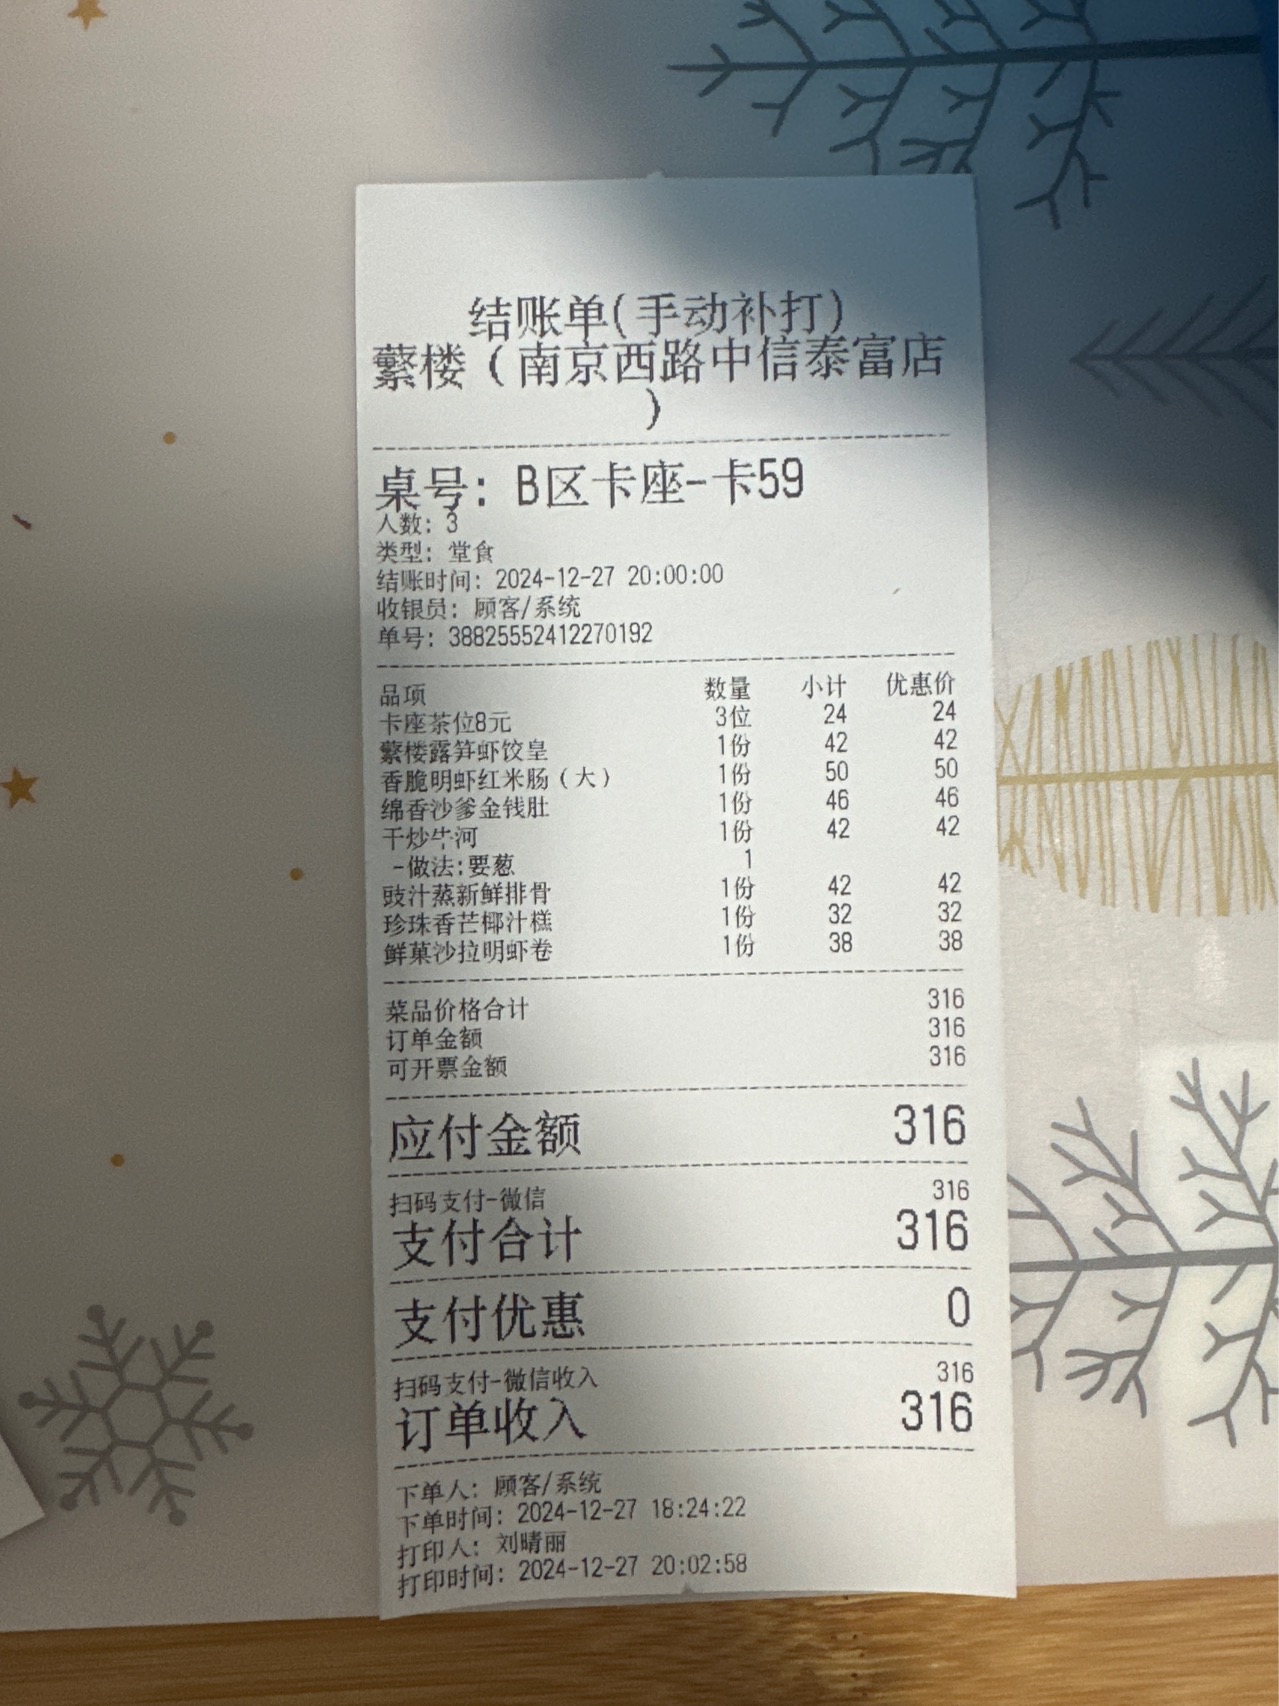 结账单(手动补打)
蘩楼（南京西路中信泰富店
）
桌号: B区卡座-卡59
人数: 3
类型: 堂食
结账时间: 2024-12-27 20:00:00
收银员: 顾客/系统
单号: 38825552412270192
品项 数量 小计 优惠价
卡座茶位8元 3位 24 24
蘩楼露笋虾饺皇 1份 42 42
香脆明虾红米肠（大） 1份 50 50
绵香沙爹金钱肚 1份 46 46
干炒牛河 1份 42 42
-做法:要葱 1
豉汁蒸新鲜排骨 1份 42 42
珍珠香芒椰汁糕 1份 32 32
鲜菓沙拉明虾卷 1份 38 38
菜品价格合计 316
订单金额 316
可开票金额 316
应付金额 316
扫码支付-微信 316
支付合计 316
支付优惠 0
扫码支付-微信收入 316
订单收入 316
下单人: 顾客/系统
下单时间: 2024-12-27 18:24:22
打印人: 刘晴丽
打印时间: 2024-12-27 20:02:58